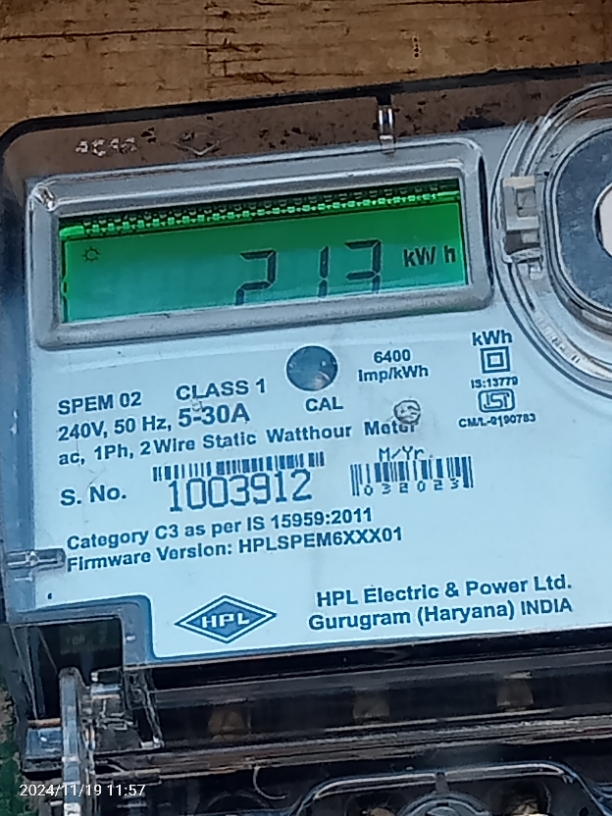 213 kW h
kWh
6400
Imp/kWh
IS:13779
SPEM 02 CLASS 1
CAL
CM/L-9190783
240V, 50 Hz, 5-30A
ac, 1Ph, 2 Wire Static Watthour Meter
M/Yr.
S. No. 1003912
032023
Category C3 as per IS 15959:2011
Firmware Version: HPLSPEM6XXX01
HPL
HPL Electric & Power Ltd.
Gurugram (Haryana) INDIA
2024/11/19 11:57